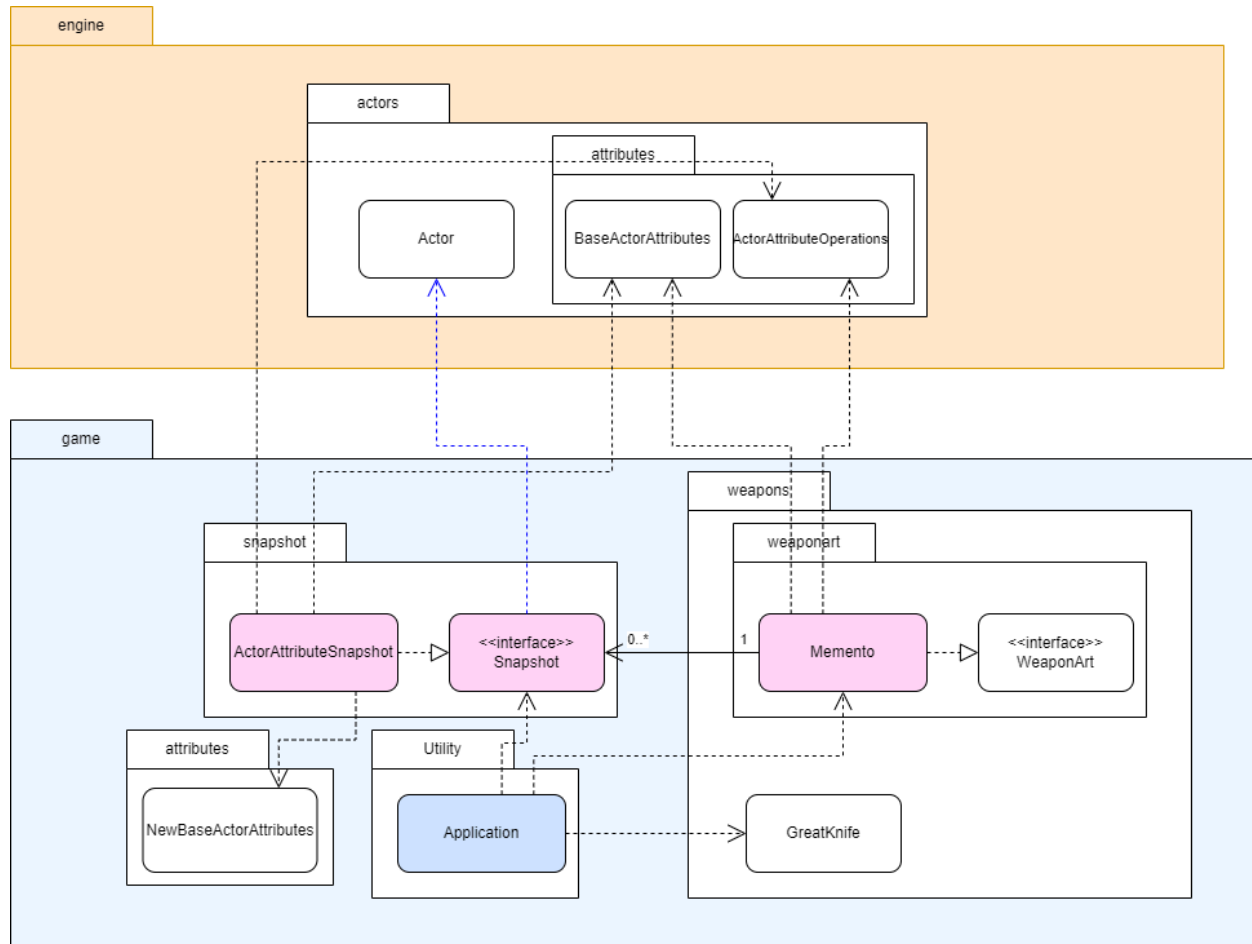 engine
actors
attributes
Actor
BaseActorAttributes
ActorAttributeOperations
game
weapons
snapshot
weaponart
ActorAttributeSnapshot
<<interface>>
Snapshot
0..*
1
Memento
<<interface>>
WeaponArt
attributes
Utility
NewBaseActorAttributes
Application
GreatKnife